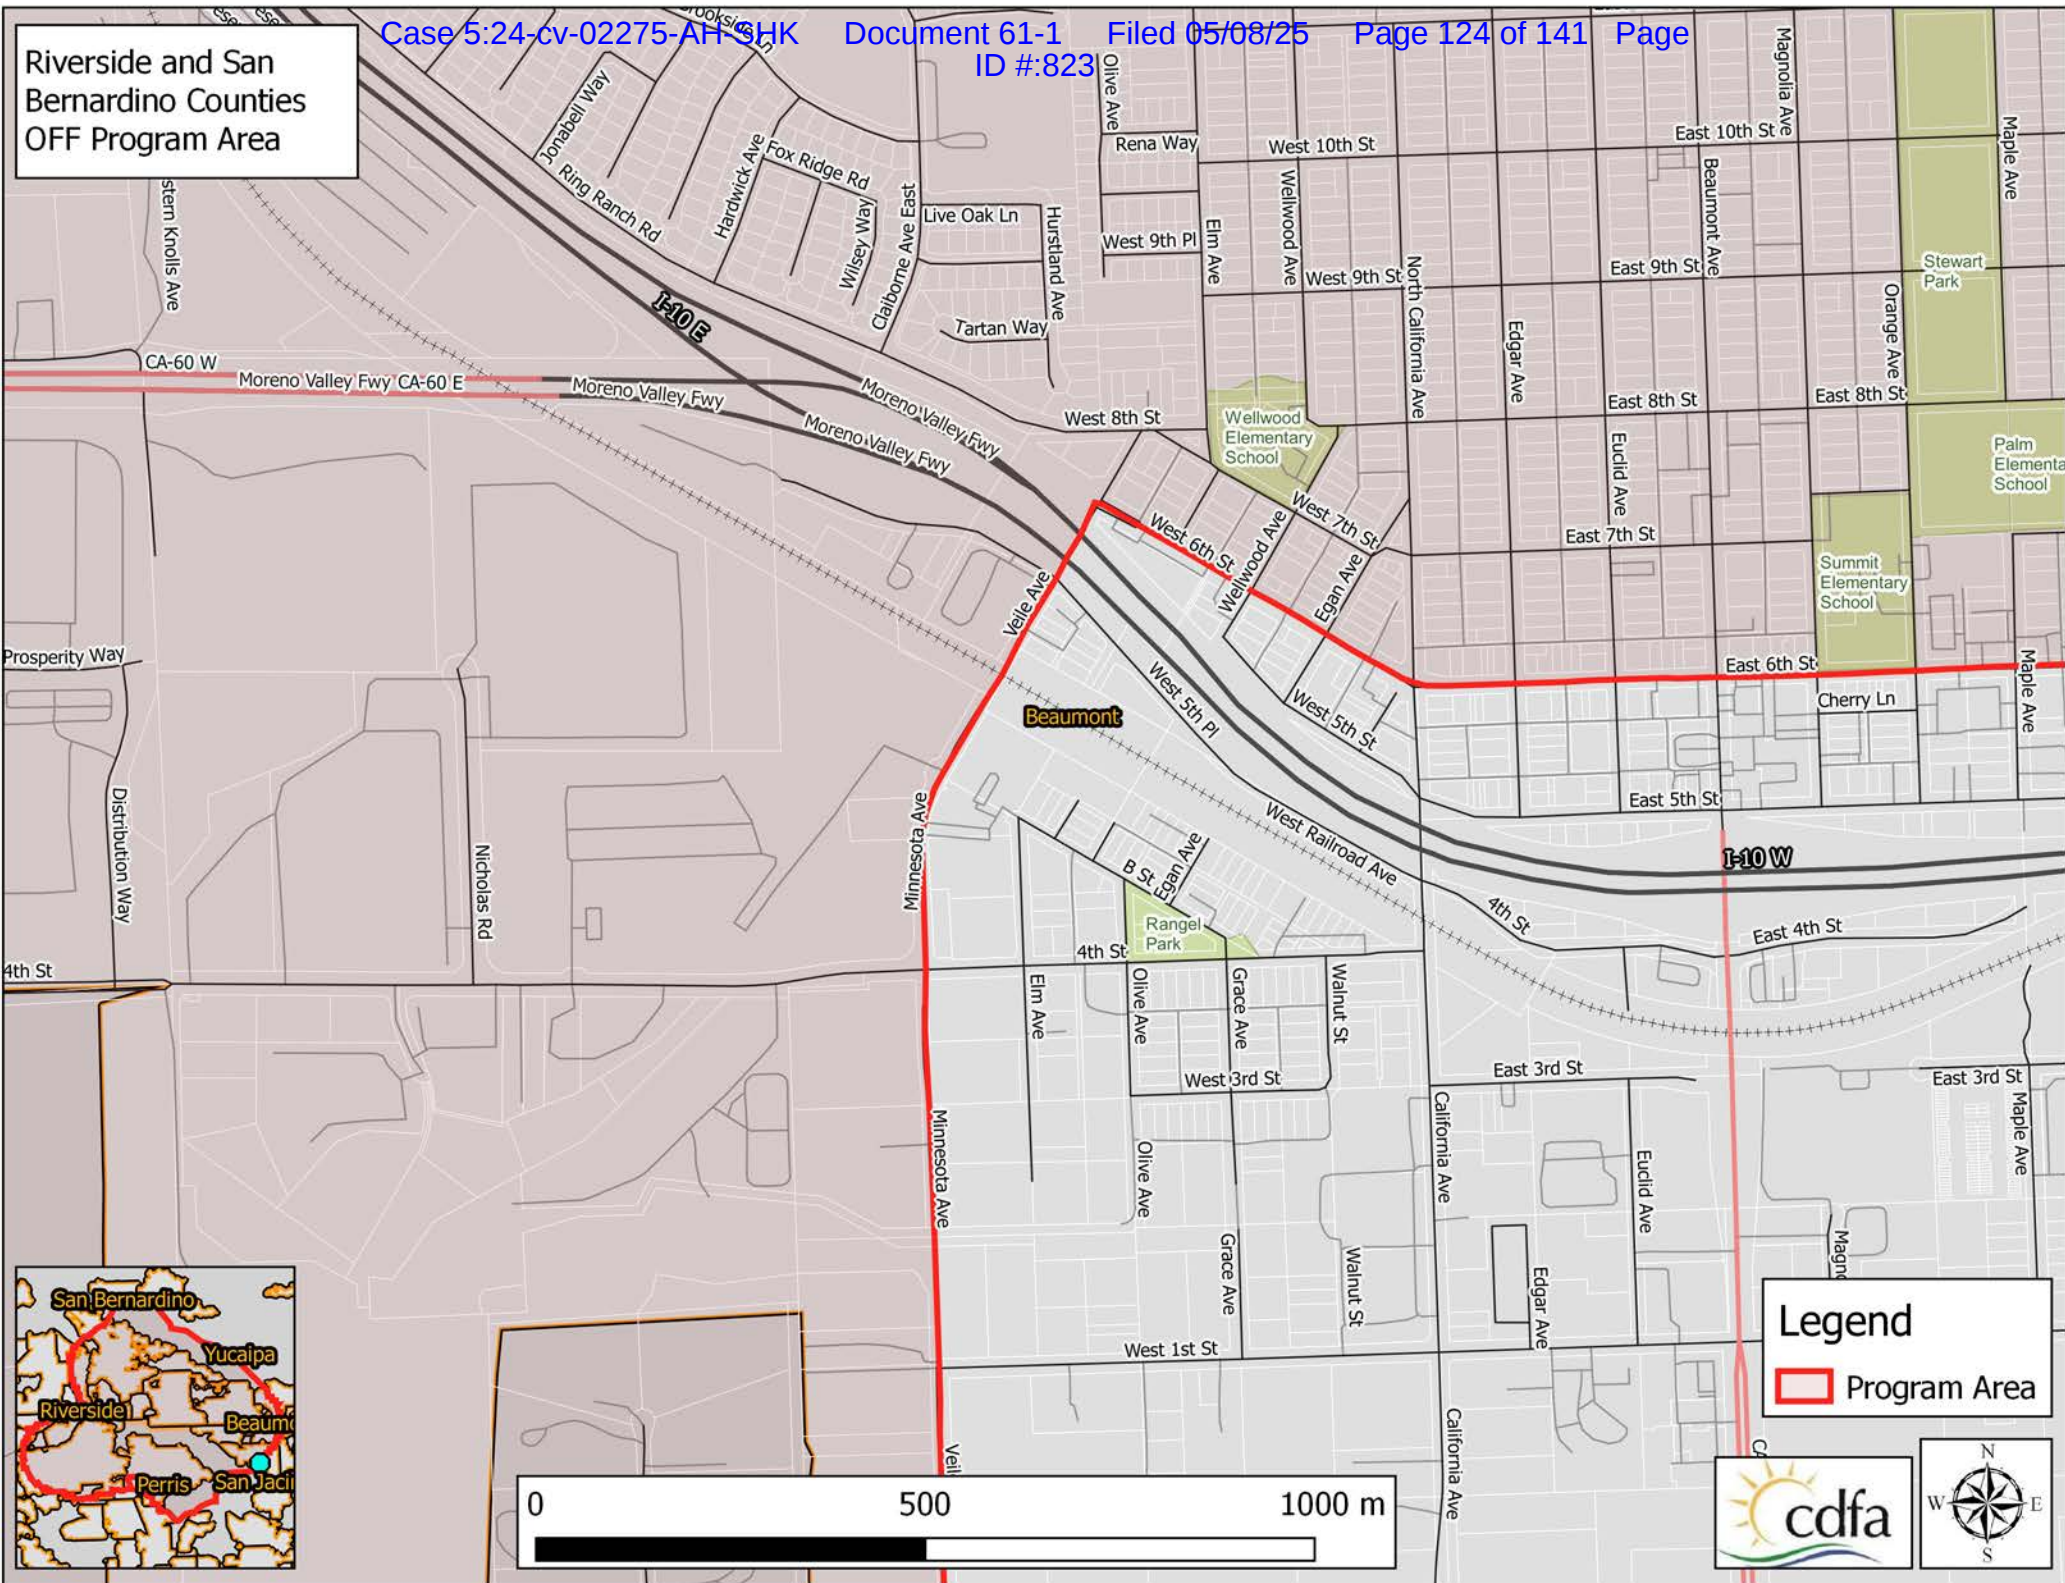 Case 5:24-cv-02275-AH-SHK Document 61-1 Filed 05/08/25 Page 124 of 141 Page
ID #:823
Riverside and San
Bernardino Counties
OFF Program Area
Jonabell Way
Ring Ranch Rd
Hardwick Ave
Fox Ridge Rd
Wilsey Way
Claiborne Ave East
Live Oak Ln
Hurstland Ave
Tartan Way
Olive Ave
Rena Way
West 9th Pl
Elm Ave
West 10th St
Wellwood Ave
West 9th St
North California Ave
Edgar Ave
East 10th St
Magnolia Ave
Beaumont Ave
East 9th St
Orange Ave
Maple Ave
Stewart
Park
East 8th St
East 8th St
Euclid Ave
East 7th St
Palm
Elementa
School
Summit
Elementary
School
Wellwood
Elementary
School
West 8th St
West 7th St
West 6th St
Wellwood Ave
Egan Ave
East 6th St
Cherry Ln
Maple Ave
East 5th St
West 5th St
West 5th Pl
I-10 E
CA-60 W
Moreno Valley Fwy CA-60 E
Moreno Valley Fwy
Moreno Valley Fwy
Moreno Valley Fwy
stern Knolls Ave
Prosperity Way
Distribution Way
Nicholas Rd
4th St
Veile Ave
Minnesota Ave
Beaumont
West Railroad Ave
I-10 W
B St
Egan Ave
Rangel
Park
4th St
4th St
East 4th St
Elm Ave
Olive Ave
Grace Ave
Walnut St
West 3rd St
East 3rd St
East 3rd St
Minnesota Ave
Olive Ave
Grace Ave
Walnut St
California Ave
Euclid Ave
Edgar Ave
Maple Ave
Magno
West 1st St
California Ave
Veil
CA
San Bernardino
Yucaipa
Riverside
Beaumo
Perris
San Jacin
0 500 1000 m
Legend
Program Area
cdfa
N
W E
S